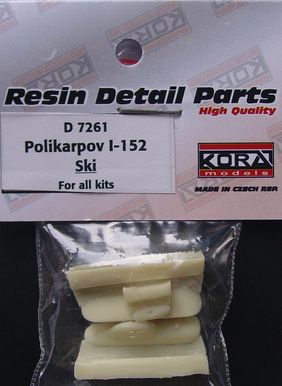 Resin Detail Parts
High Quality
D 7261
Polikarpov I-152
Ski
For all kits
KORA
models
MADE IN CZECH REP.